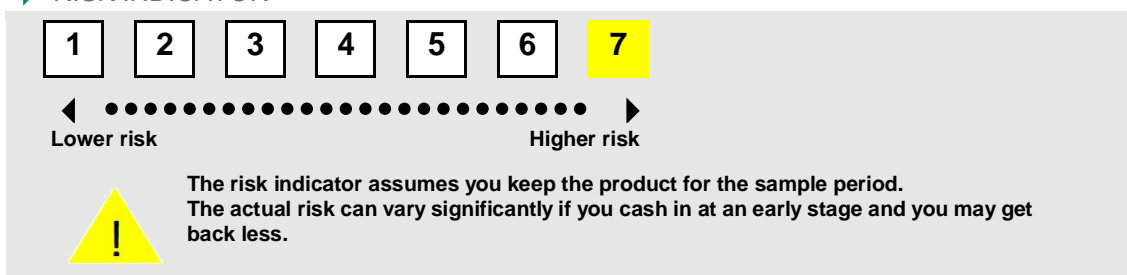 RISK INDICATOR
1 2 3 4 5 6 7
Lower risk Higher risk
The risk indicator assumes you keep the product for the sample period.
The actual risk can vary significantly if you cash in at an early stage and you may get
back less.
!